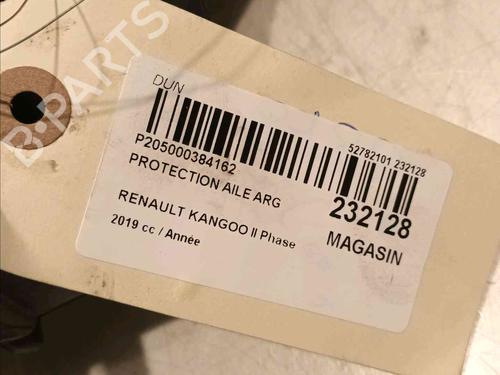 B-PARTS
DUN
52782101 232128
P205000384162
PROTECTION AILE ARG
232128
RENAULT KANGOO II Phase
MAGASIN
2019 cc / Année